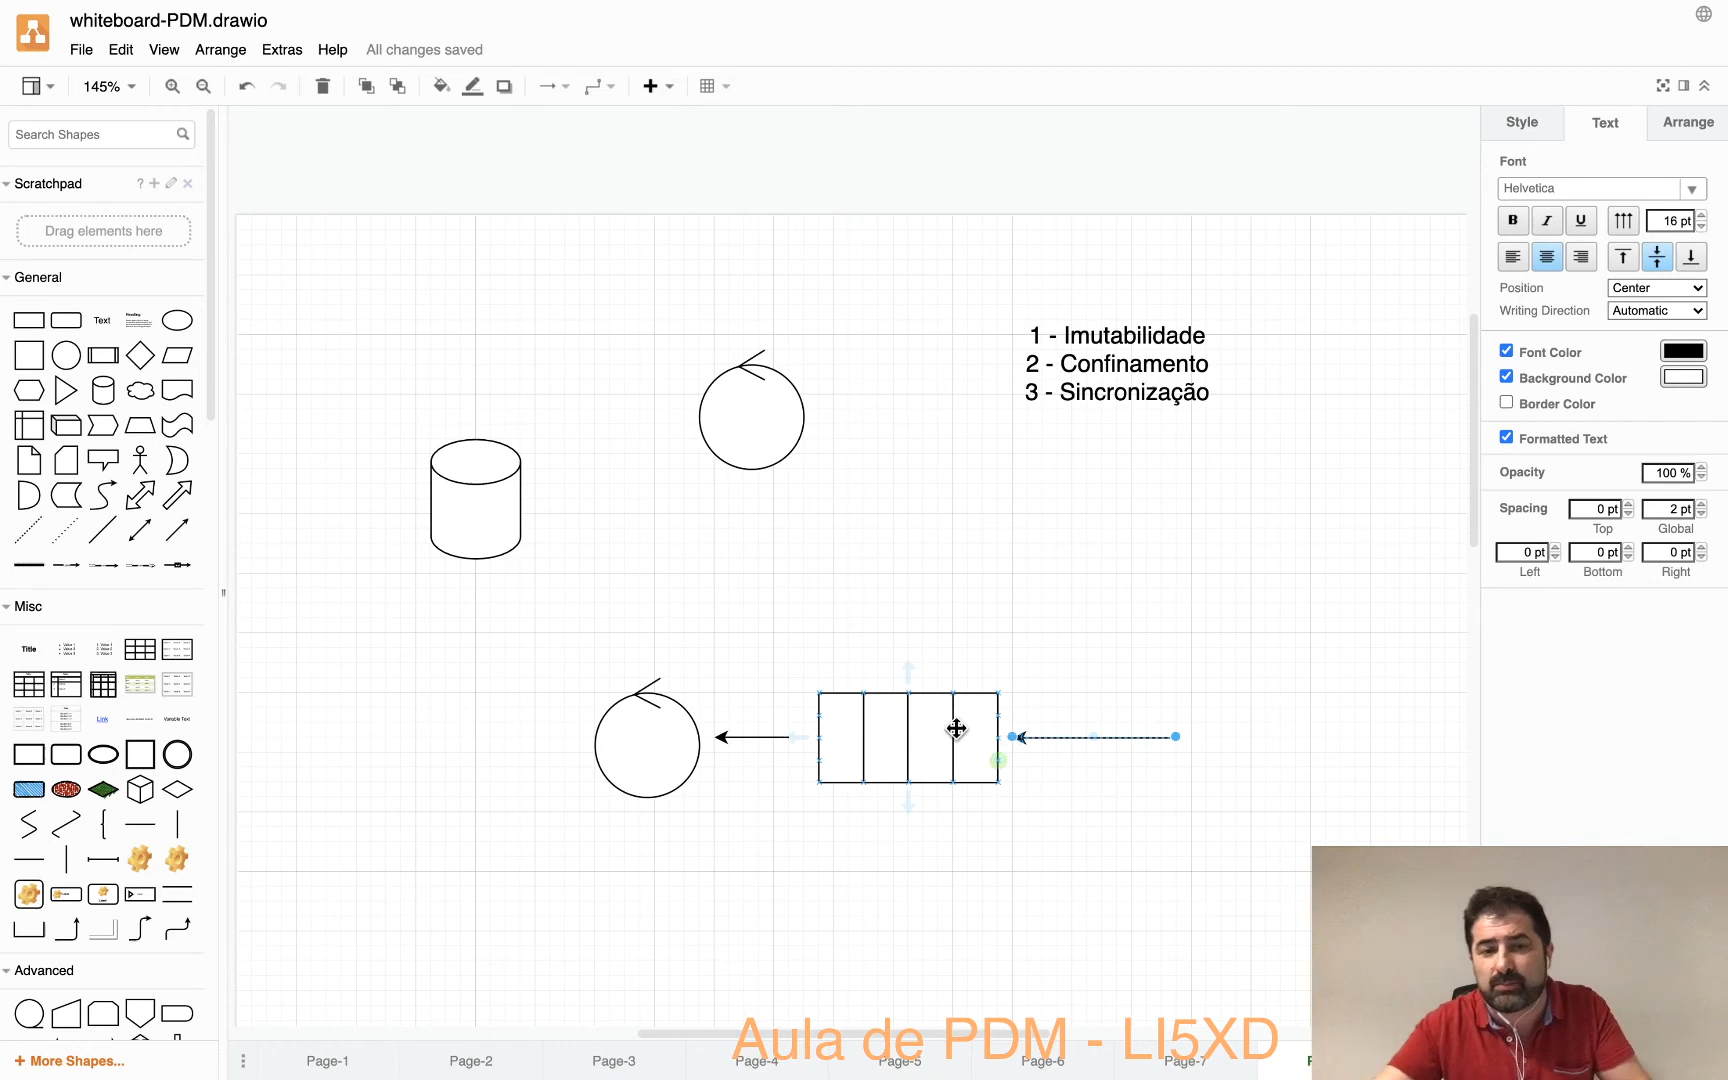 whiteboard-PDM.drawio
File Edit View Arrange Extras Help All changes saved
145%
Search Shapes
Scratchpad
?
Drag elements here
General
Text
Heading
Misc
Title
Link
Variable Text
Advanced
+ More Shapes...
1 - Imutabilidade
2 - Confinamento
3 - Sincronização
Style Text Arrange
Font
Helvetica
B I U 16 pt
Position Center
Writing Direction Automatic
Font Color
Background Color
Border Color
Formatted Text
Opacity 100 %
Spacing 0 pt 2 pt
Top Global
0 pt 0 pt 0 pt
Left Bottom Right
Aula de PDM - LI5XD
Page-1 Page-2 Page-3 Page-4 Page-5 Page-6 Page-7